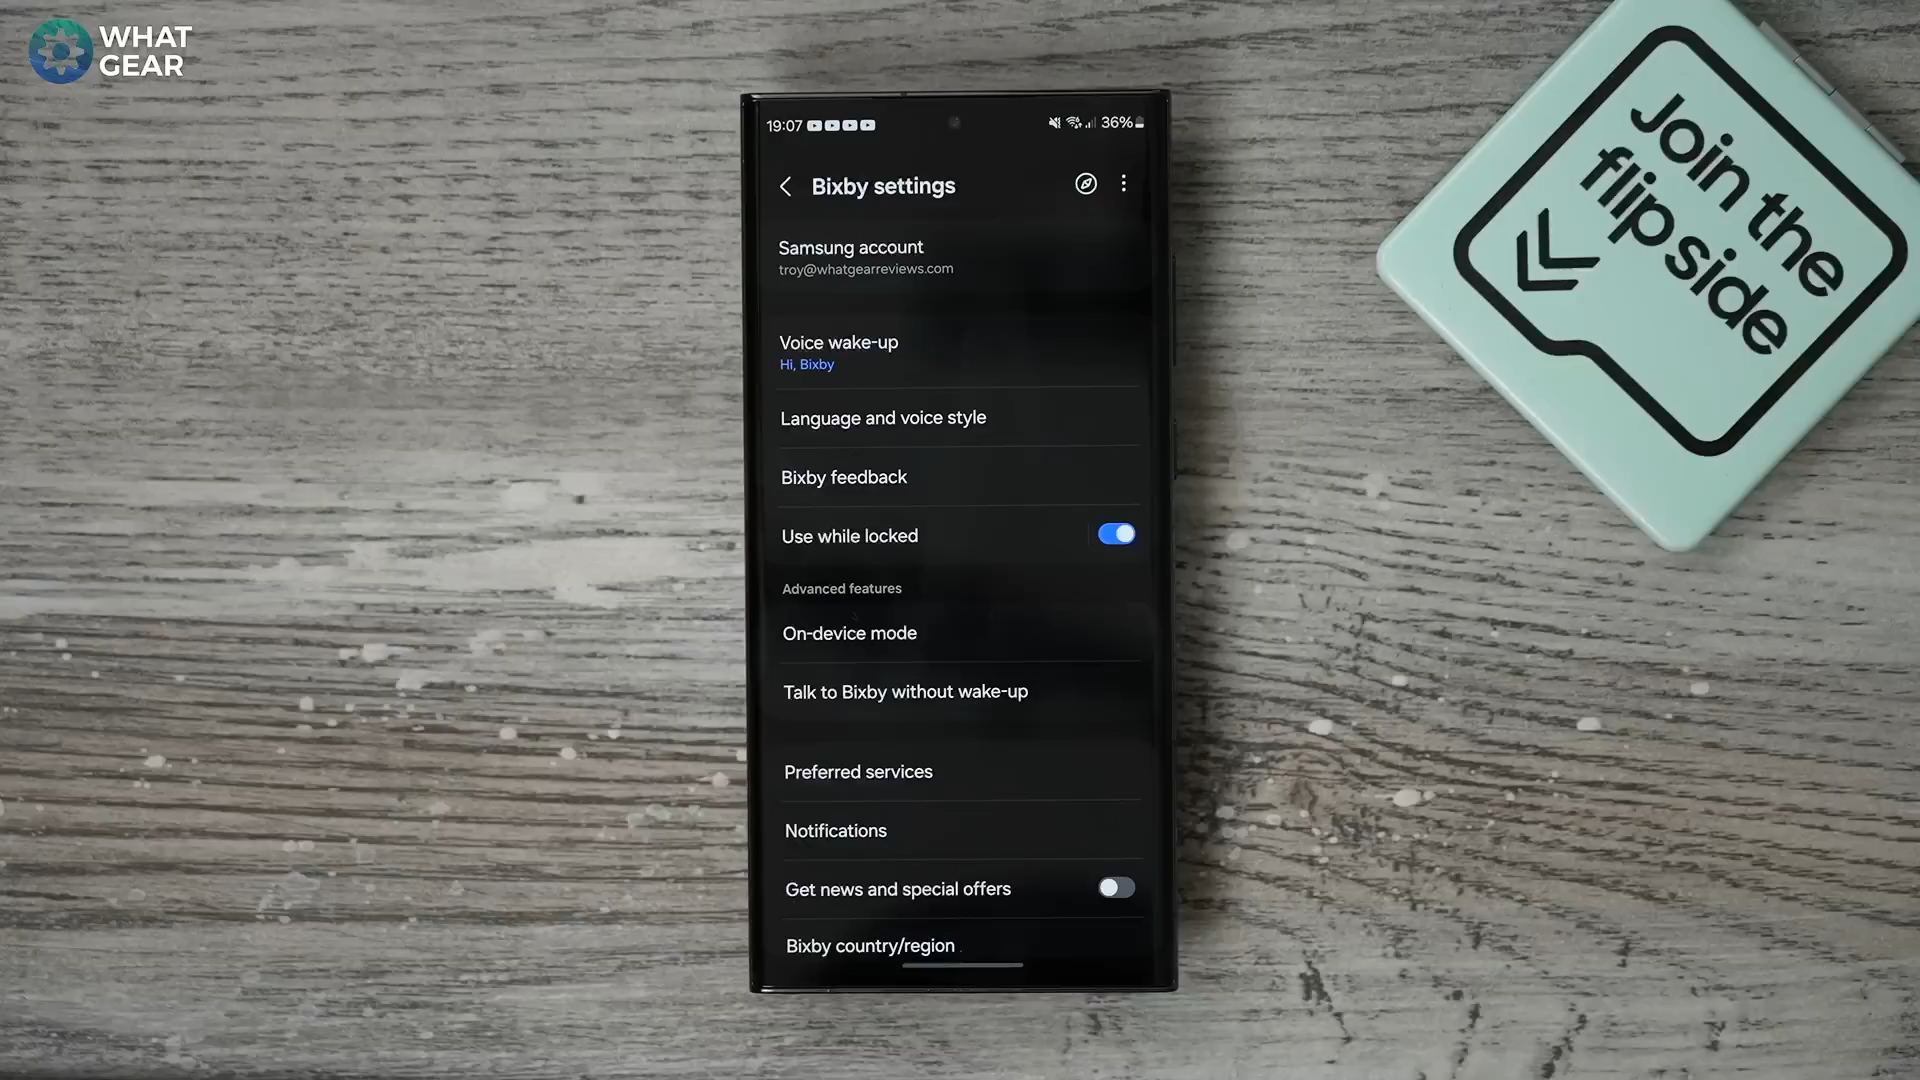 WHAT
GEAR
19:07
36%
Bixby settings
Samsung account
troy@whatgearreviews.com
Voice wake-up
Hi, Bixby
Language and voice style
Bixby feedback
Use while locked
Advanced features
On-device mode
Talk to Bixby without wake-up
Preferred services
Notifications
Get news and special offers
Bixby country/region
Join the
flip side